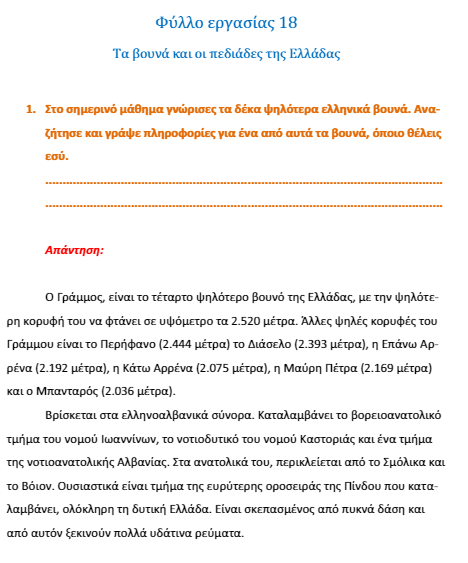 Φύλλο εργασίας 18
Τα βουνά και οι πεδιάδες της Ελλάδας
1. Στο σημερινό μάθημα γνώρισες τα δέκα ψηλότερα ελληνικά βουνά. Ανα-
ζήτησε και γράψε πληροφορίες για ένα από αυτά τα βουνά, όποιο θέλεις
εσύ.
....................................................................................................................
....................................................................................................................
Απάντηση:
Ο Γράμμος, είναι το τέταρτο ψηλότερο βουνό της Ελλάδας, με την ψηλότε-
ρη κορυφή του να φτάνει σε υψόμετρο τα 2.520 μέτρα. Άλλες ψηλές κορυφές του
Γράμμου είναι το Περήφανο (2.444 μέτρα) το Διάσελο (2.393 μέτρα), η Επάνω Αρ-
ρένα (2.192 μέτρα), η Κάτω Αρρένα (2.075 μέτρα), η Μαύρη Πέτρα (2.169 μέτρα)
και ο Μπανταρός (2.036 μέτρα).
Βρίσκεται στα ελληνοαλβανικά σύνορα. Καταλαμβάνει το βορειοανατολικό
τμήμα του νομού Ιωαννίνων, το νοτιοδυτικό του νομού Καστοριάς και ένα τμήμα
της νοτιοανατολικής Αλβανίας. Στα ανατολικά του, περικλείεται από το Σμόλικα και
το Βόιον. Ουσιαστικά είναι τμήμα της ευρύτερης οροσειράς της Πίνδου που κατα-
λαμβάνει, ολόκληρη τη δυτική Ελλάδα. Είναι σκεπασμένος από πυκνά δάση και
από αυτόν ξεκινούν πολλά υδάτινα ρεύματα.